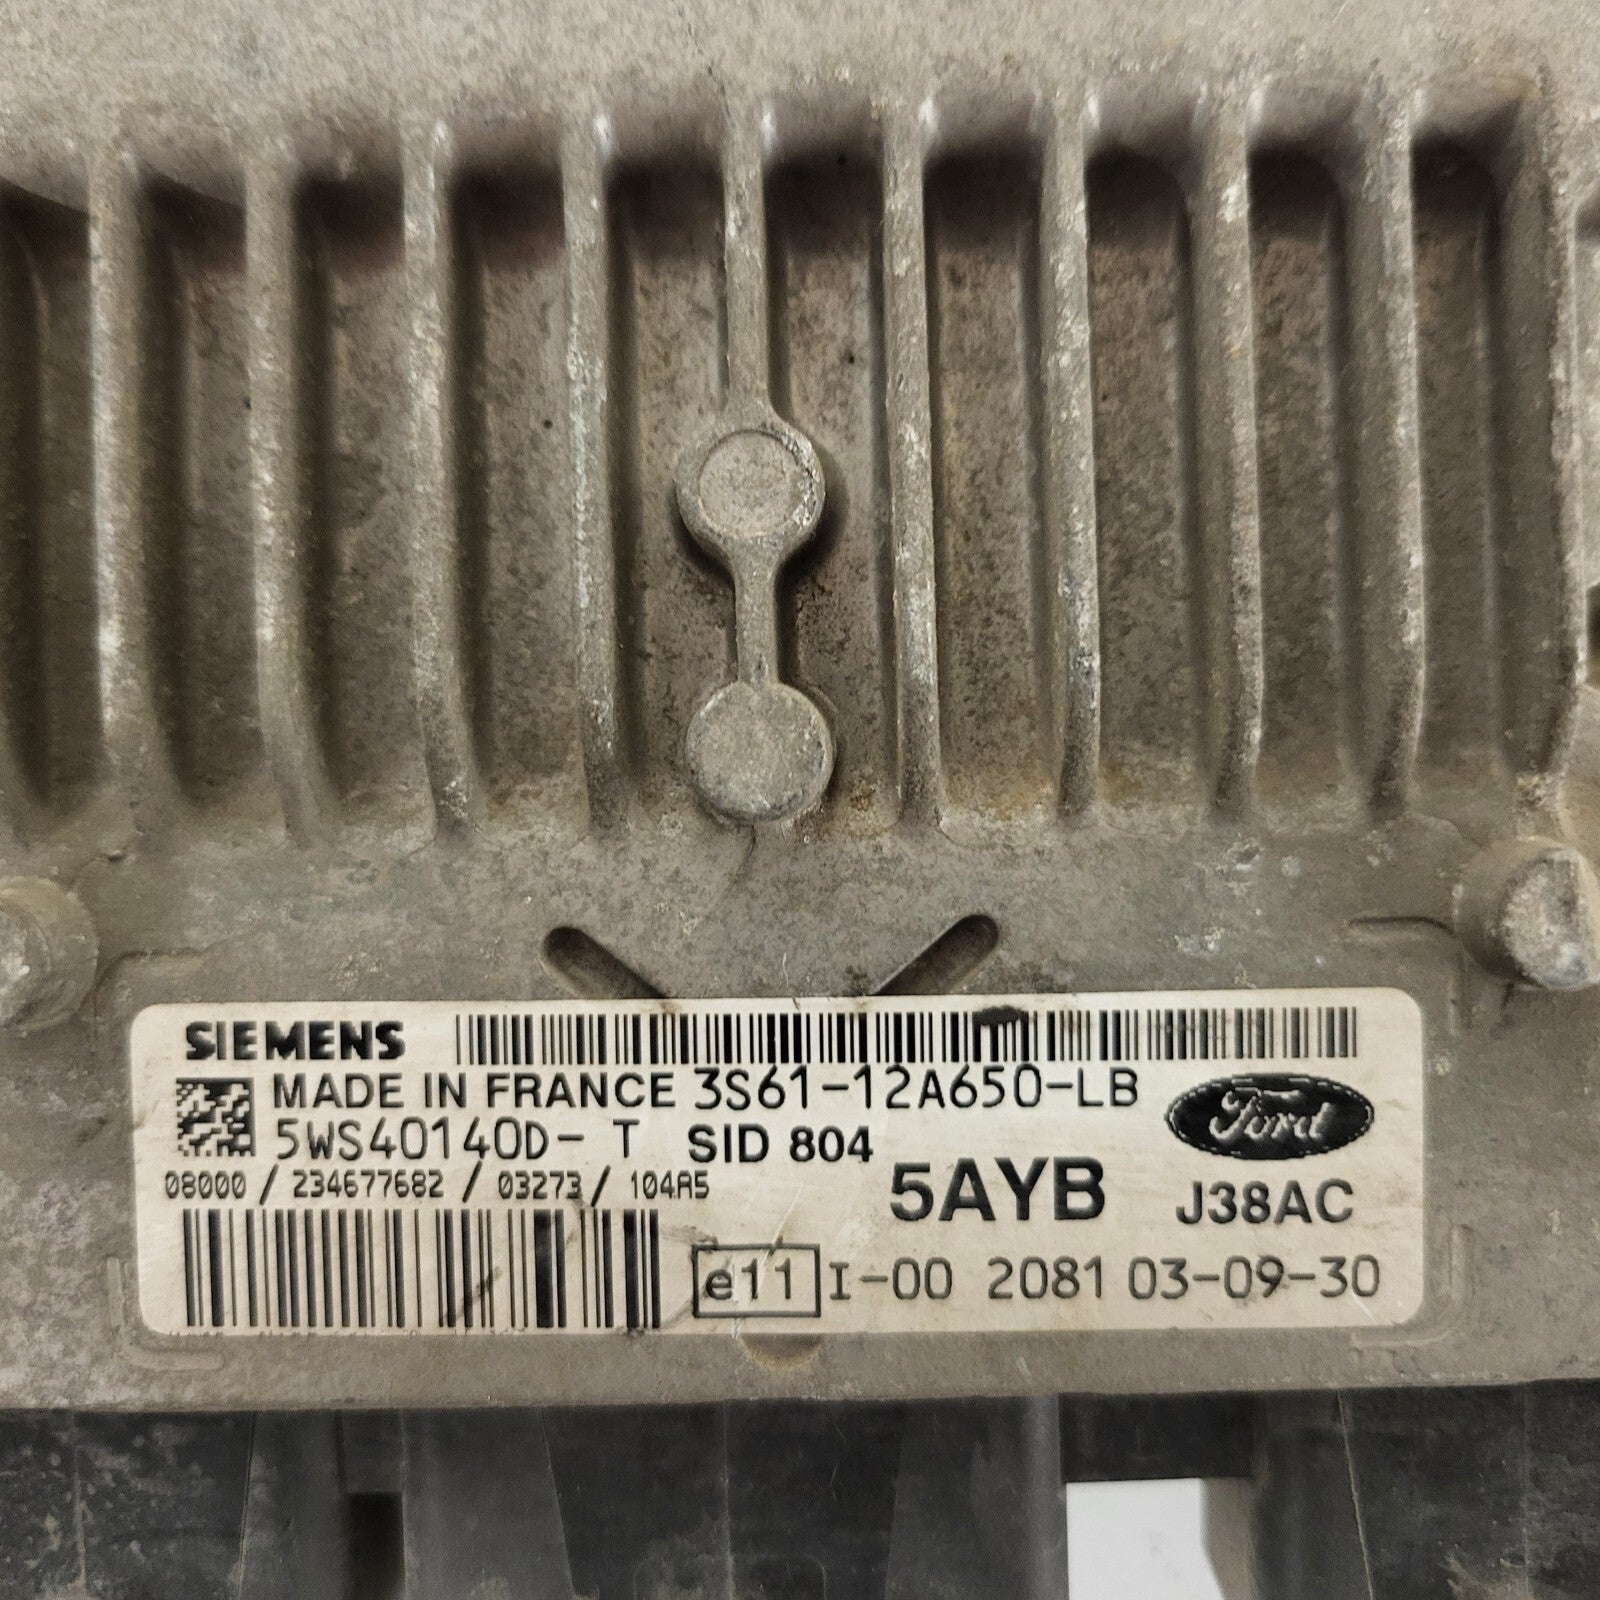 SIEMENS
MADE IN FRANCE 3S61-12A650-LB
Ford
5WS40140D- T SID 804
08000 / 234677682 / 03273 / 104A5
5AYB J38AC
e11 I-00 2081 03-09-30